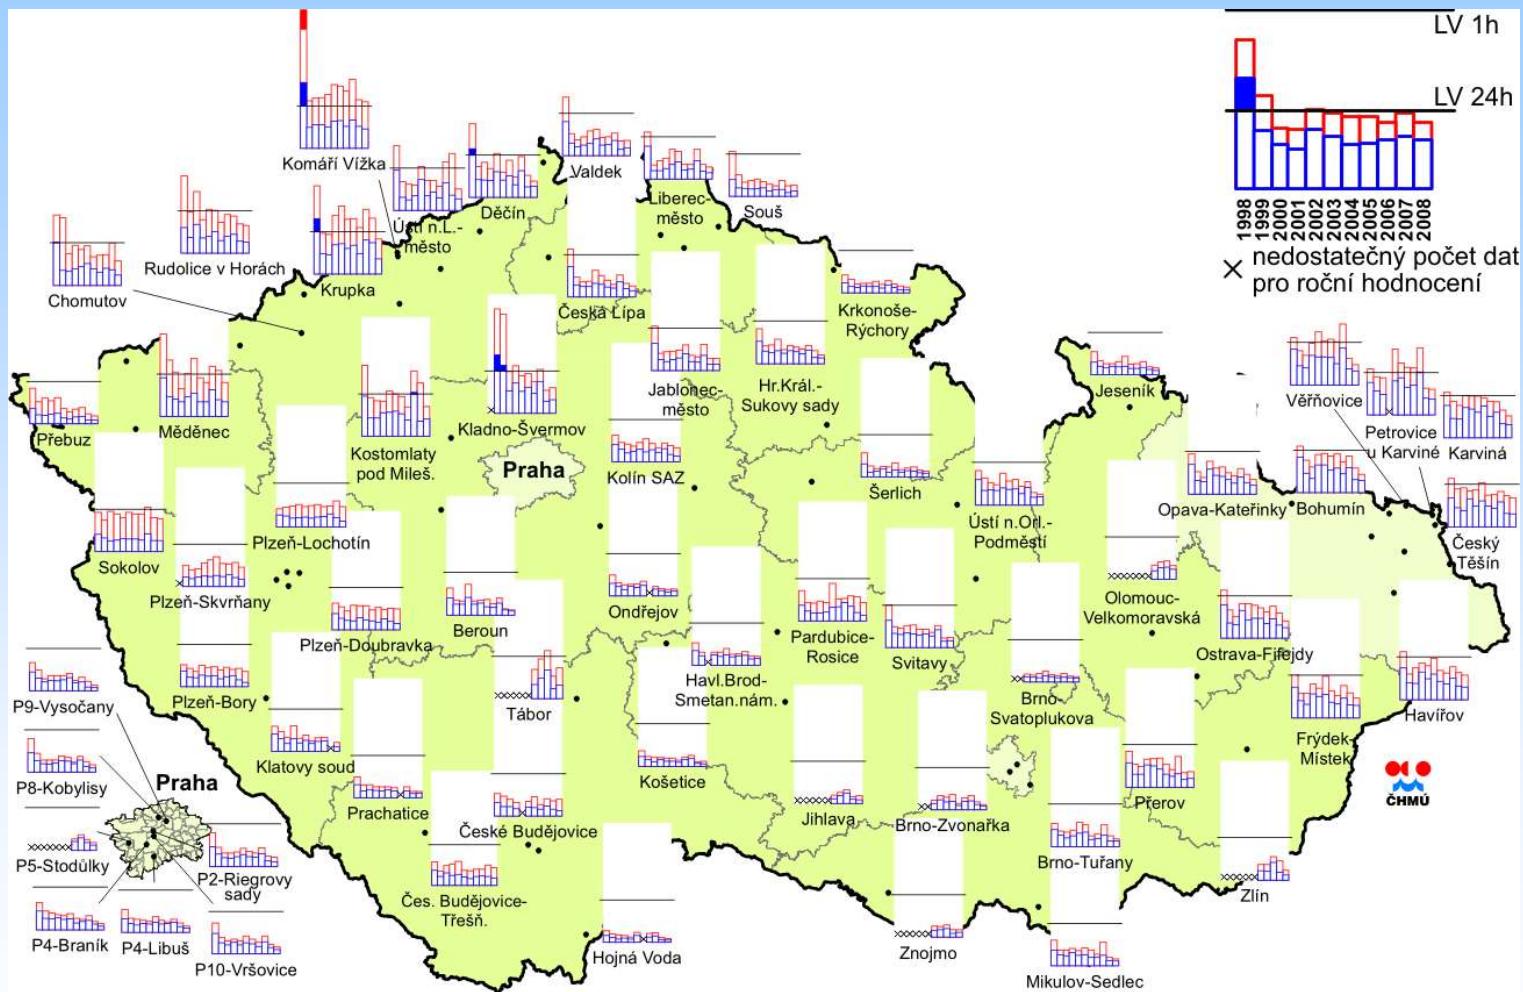 LV 1h
LV 24h
1998
1999
2000
2001
2002
2003
2004
2005
2006
2007
2008
× nedostatečný počet dat
pro roční hodnocení
Komáří Vížka
Ústí n.L.-
město
Děčín
Valdek
Liberec-
město
Souš
Rudolice v Horách
Chomutov
Krupka
Česká Lípa
Krkonoše-
Rýchory
Přebuz
Měděnec
Kostomlaty
pod Mileš.
Kladno-Švermov
Jablonec-
město
Hr.Král.-
Sukovy sady
Jeseník
Věřňovice
Petrovice
u Karviné
Karviná
Praha
Kolín SAZ
Šerlich
Ústí n.Orl.-
Podměstí
Opava-Kateřinky
Bohumín
Český
Těšín
Sokolov
Plzeň-Lochotín
Plzeň-Skvrňany
Plzeň-Doubravka
Beroun
Ondřejov
Pardubice-
Rosice
Svitavy
Olomouc-
Velkomoravská
Ostrava-Fifejdy
Havířov
Plzeň-Bory
P9-Vysočany
Tábor
Havl.Brod-
Smetan.nám.
Brno-
Svatoplukova
Frýdek-
Místek
Klatovy soud
Košetice
P8-Kobylisy
Praha
Prachatice
České Budějovice
Jihlava
Brno-Zvonařka
Přerov
ČHMÚ
P5-Stodůlky
P2-Riegrovy
sady
Čes. Budějovice-
Třešň.
Brno-Tuřany
Zlín
P4-Braník
P4-Libuš
P10-Vršovice
Hojná Voda
Znojmo
Mikulov-Sedlec